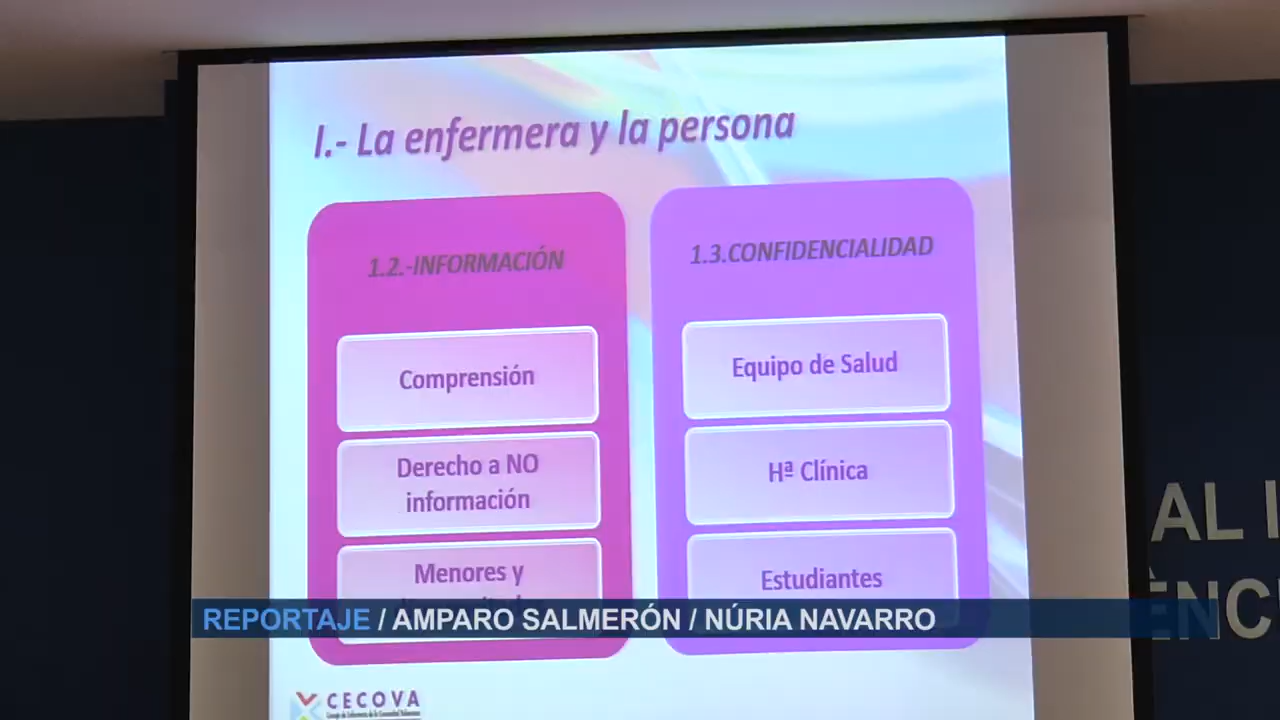 I.- La enfermera y la persona
1.2.-INFORMACIÓN
Comprensión
Derecho a NO
información
Menores y
1.3.CONFIDENCIALIDAD
Equipo de Salud
Hª Clínica
Estudiantes
REPORTAJE / AMPARO SALMERÓN / NÚRIA NAVARRO
CECOVA
AL I
ÈNC